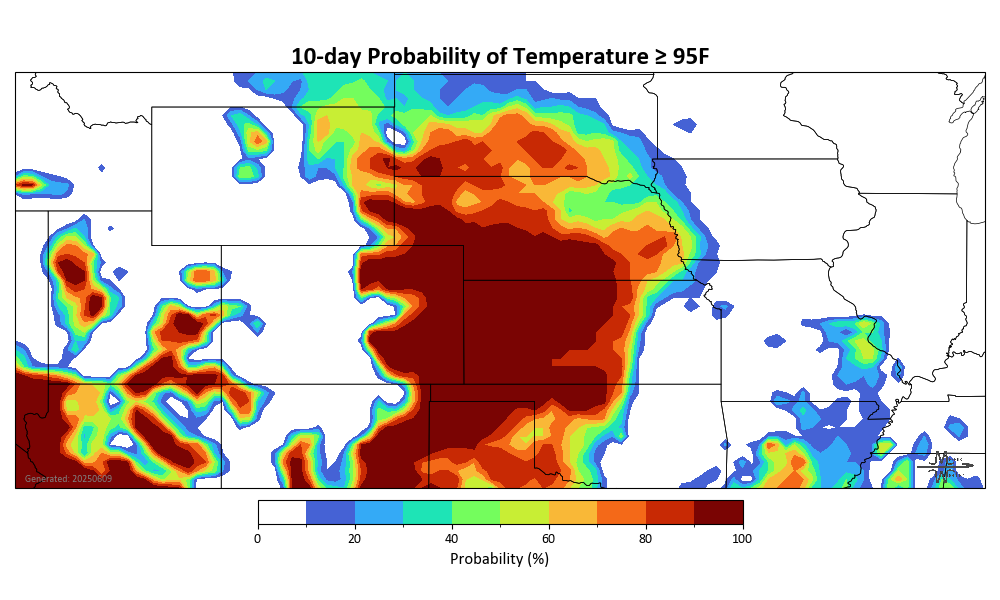 10-day Probability of Temperature ≥ 95F
Generated: 20250609
0 20 40 60 80 100
Probability (%)